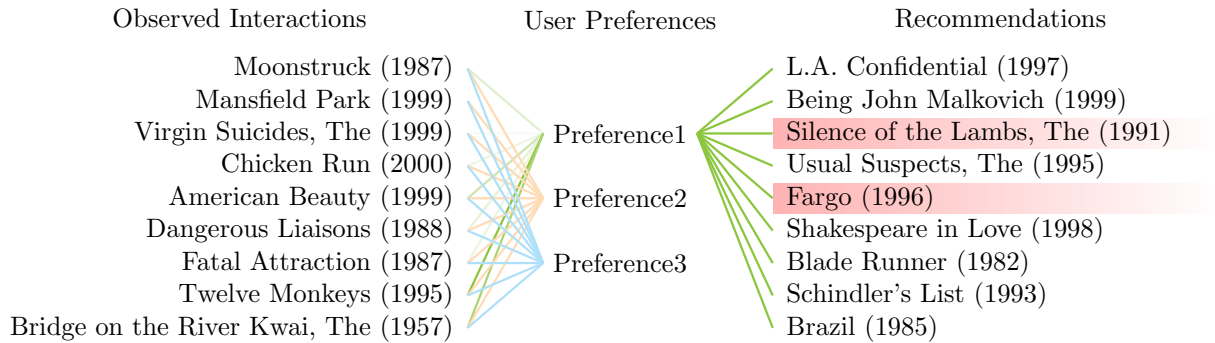 Observed Interactions
User Preferences
Recommendations
Moonstruck (1987)
Mansfield Park (1999)
Virgin Suicides, The (1999)
Chicken Run (2000)
American Beauty (1999)
Dangerous Liaisons (1988)
Fatal Attraction (1987)
Twelve Monkeys (1995)
Bridge on the River Kwai, The (1957)
Preference1
Preference2
Preference3
L.A. Confidential (1997)
Being John Malkovich (1999)
Silence of the Lambs, The (1991)
Usual Suspects, The (1995)
Fargo (1996)
Shakespeare in Love (1998)
Blade Runner (1982)
Schindler's List (1993)
Brazil (1985)